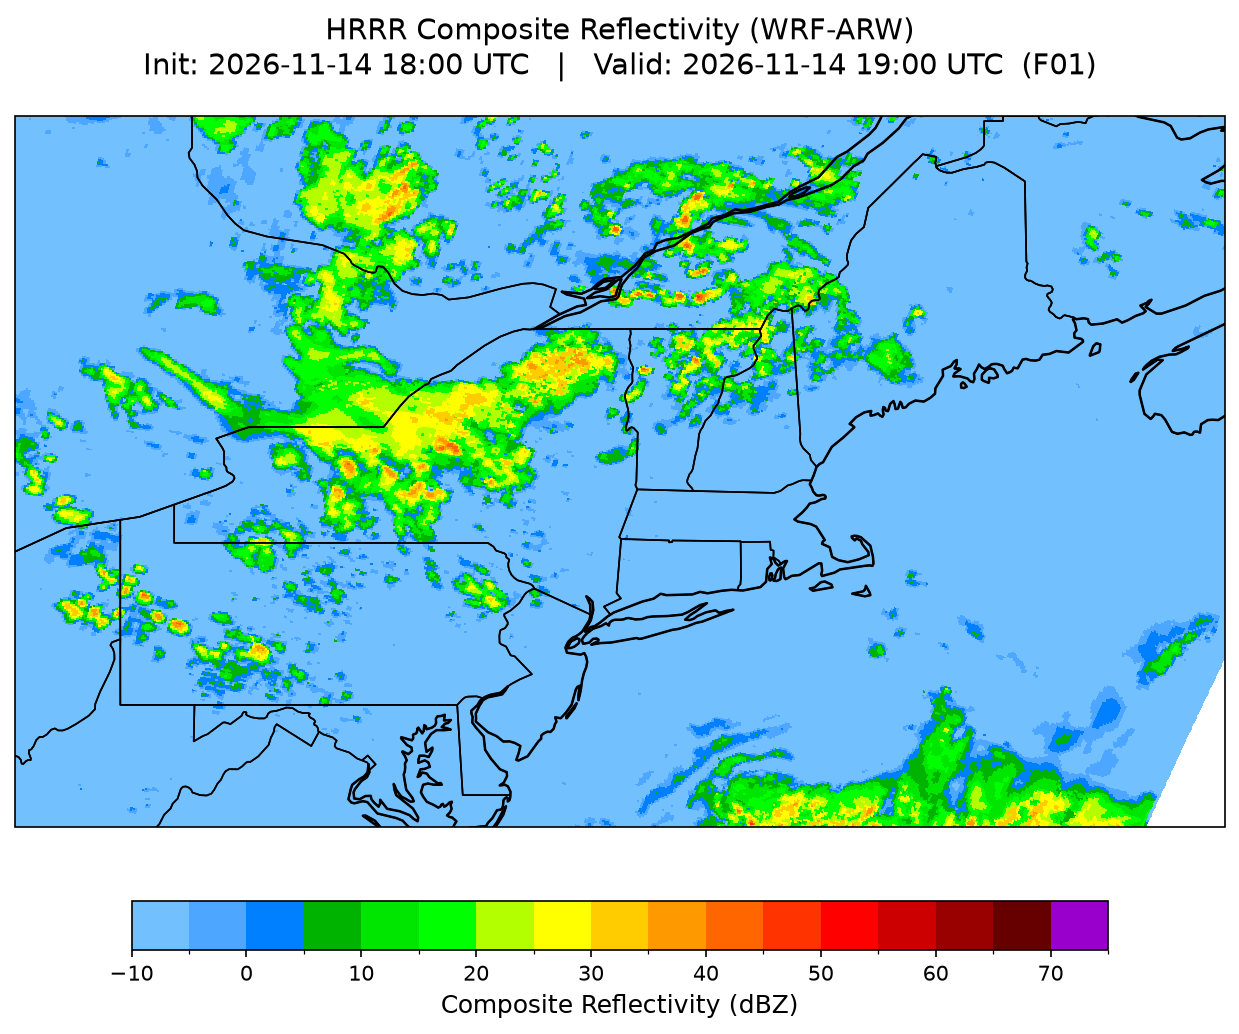 HRRR Composite Reflectivity (WRF-ARW)
Init: 2026-11-14 18:00 UTC   |   Valid: 2026-11-14 19:00 UTC  (F01)
−10 0 10 20 30 40 50 60 70
Composite Reflectivity (dBZ)